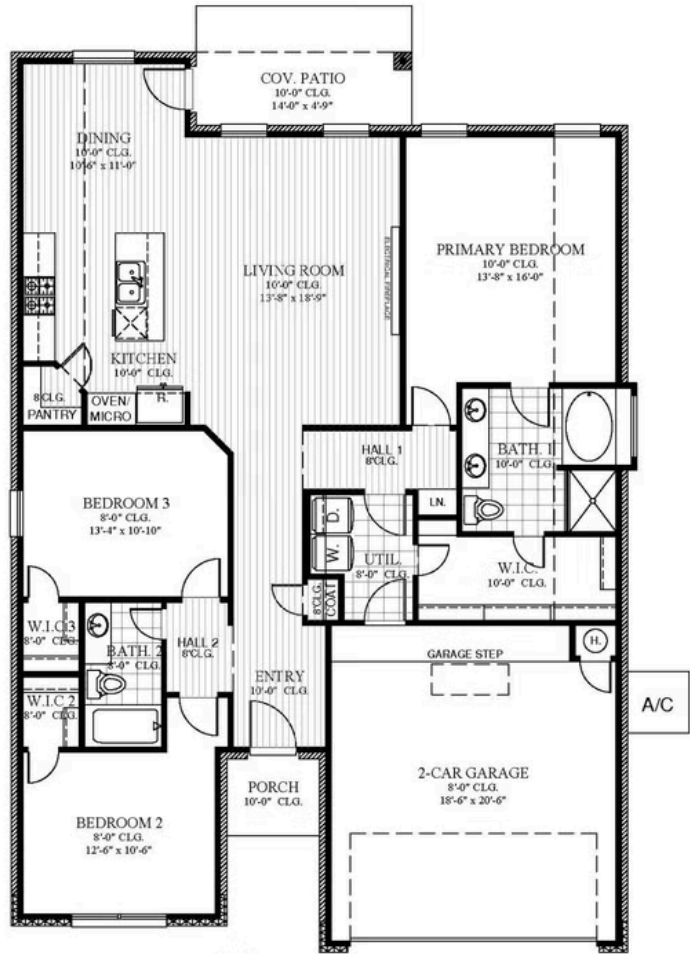 COV. PATIO
10'-0" CLG.
14'-0" x 4'-9"
DINING
10'-0" CLG.
10'-6" x 11'-0"
LIVING ROOM
10'-0" CLG.
13'-8" x 18'-9"
ELECTRICAL FIREPLACE
PRIMARY BEDROOM
10'-0" CLG.
13'-8" x 16'-0"
KITCHEN
10'-0" CLG.
8'CLG.
PANTRY
OVEN/
MICRO
R.
HALL 1
8'CLG.
BATH. 1
10'-0" CLG.
LN.
BEDROOM 3
8'-0" CLG.
13'-4" x 10'-10"
D.
W.
UTIL.
8'-0" CLG.
W.I.C.
10'-0" CLG.
8'CLG.
COAT
W.I.C 3
8'-0" CLG.
BATH. 2
8'-0" CLG.
HALL 2
8'CLG.
W.I.C 2
8'-0" CLG.
ENTRY
10'-0" CLG.
GARAGE STEP
H.
A/C
PORCH
10'-0" CLG.
2-CAR GARAGE
8'-0" CLG.
18'-6" x 20'-6"
BEDROOM 2
8'-0" CLG.
12'-6" x 10'-6"